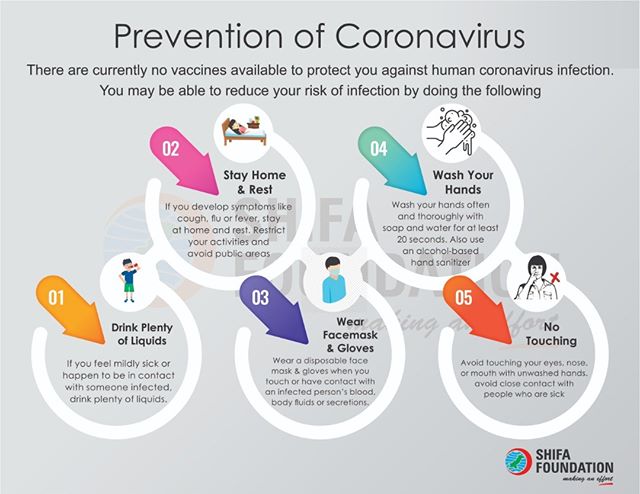 Prevention of Coronavirus
There are currently no vaccines available to protect you against human coronavirus infection.
You may be able to reduce your risk of infection by doing the following
01
Drink Plenty
of Liquids
If you feel mildly sick or
happen to be in contact
with someone infected,
drink plenty of liquids.
02
Stay Home
& Rest
If you develop symptoms like
cough, flu or fever, stay
at home and rest. Restrict
your activities and
avoid public areas
03
Wear
Facemask
& Gloves
Wear a disposable face
mask & gloves when you
touch or have contact with
an infected person's blood,
body fluids or secretions.
04
Wash Your
Hands
Wash your hands often
and thoroughly with
soap and water for at least
20 seconds. Also use
an alcohol-based
hand sanitizer
05
No
Touching
Avoid touching your eyes, nose,
or mouth with unwashed hands.
avoid close contact with
people who are sick
SHIFA
FOUNDATION
making an effort
SHIFA
FOUNDATION
making an effort